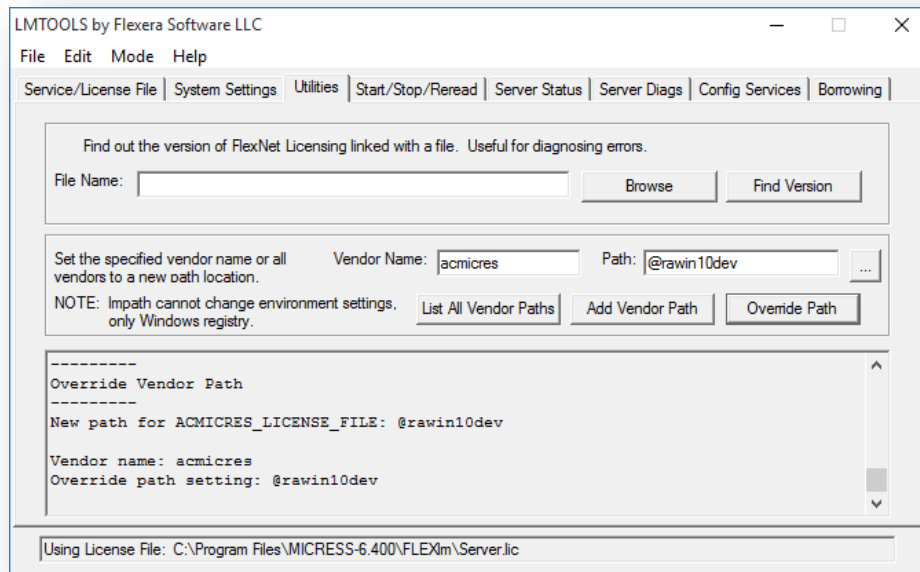 LMTOOLS by Flexera Software LLC
File Edit Mode Help
Service/License File System Settings Utilities Start/Stop/Reread Server Status Server Diags Config Services Borrowing
Find out the version of FlexNet Licensing linked with a file. Useful for diagnosing errors.
File Name: Browse Find Version
Set the specified vendor name or all
vendors to a new path location.
Vendor Name: acmicres Path: @rawin10dev ...
NOTE: lmpath cannot change environment settings,
only Windows registry.
List All Vendor Paths Add Vendor Path Override Path
---------
Override Vendor Path
---------
New path for ACMICRES_LICENSE_FILE: @rawin10dev
Vendor name: acmicres
Override path setting: @rawin10dev
Using License File: C:\Program Files\MICRESS-6.400\FLEXlm\Server.lic